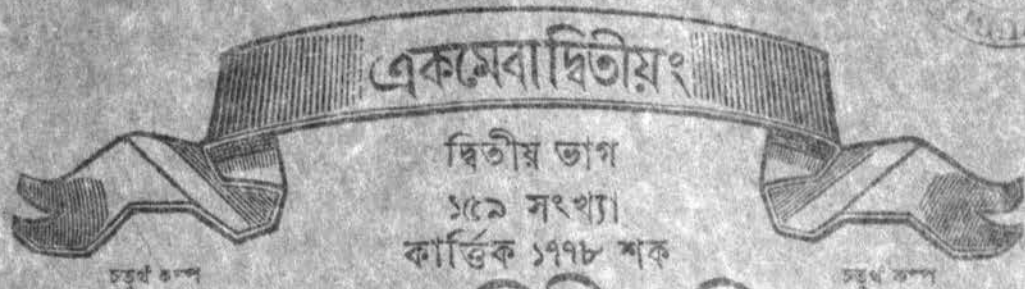 একমেবাদ্বিতীয়ং
দ্বিতীয় ভাগ
১৫৯ সংখ্যা
কার্ত্তিক ১৭৭৮ শক
চতুর্থ কল্প চতুর্থ কল্প